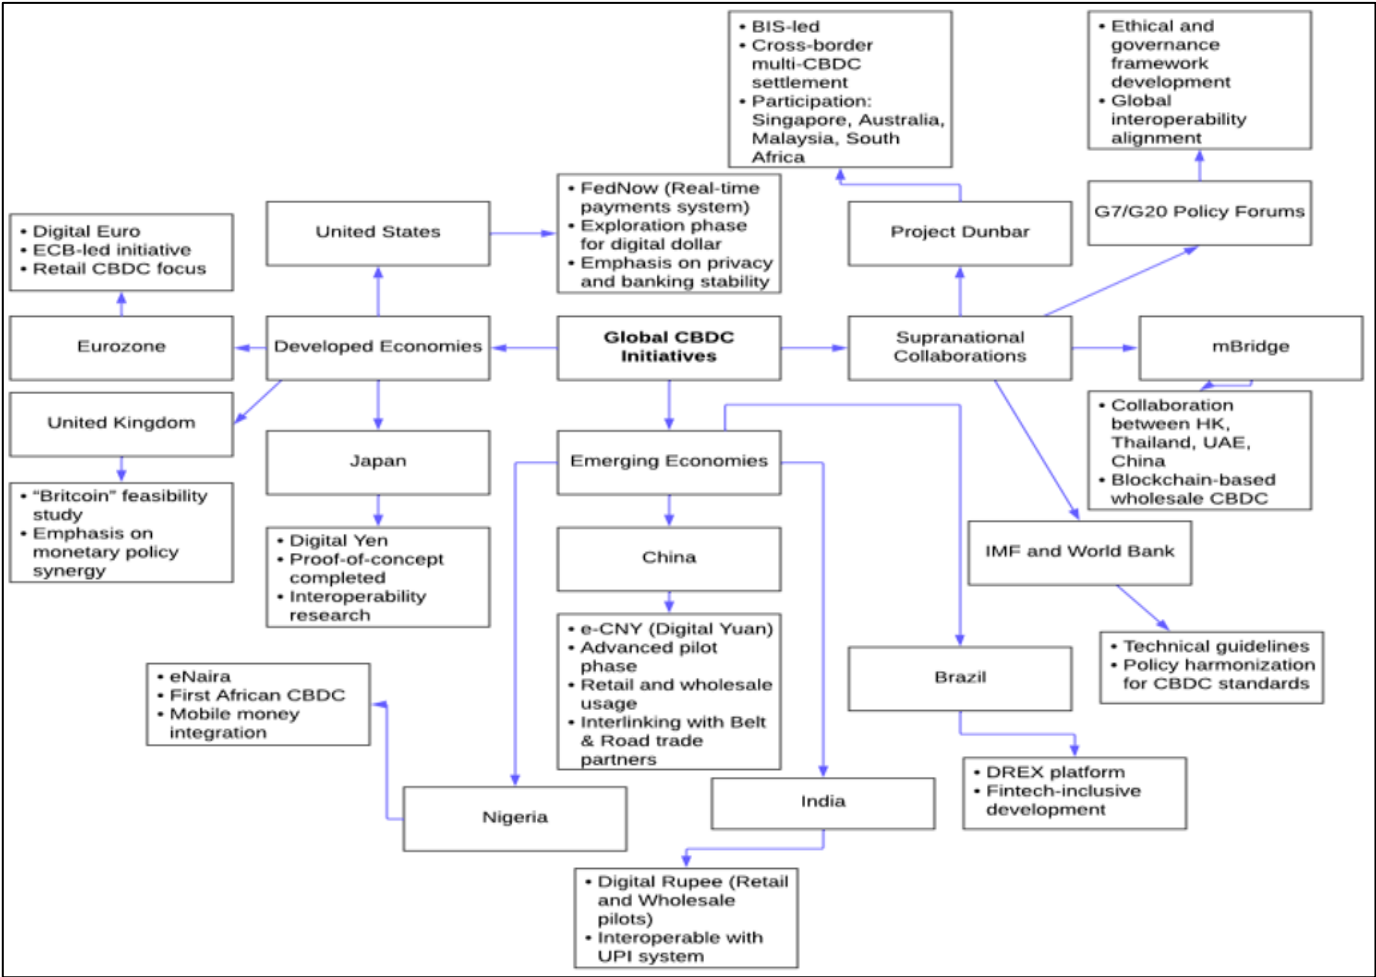 • BIS-led
• Cross-border
multi-CBDC
settlement
• Participation:
Singapore, Australia,
Malaysia, South
Africa
• Ethical and
governance
framework
development
• Global
interoperability
alignment
• FedNow (Real-time
payments system)
• Exploration phase
for digital dollar
• Emphasis on privacy
and banking stability
• Digital Euro
• ECB-led initiative
• Retail CBDC focus
United States
Project Dunbar
G7/G20 Policy Forums
Eurozone
Developed Economies
Global CBDC
Initiatives
Supranational
Collaborations
mBridge
United Kingdom
Japan
Emerging Economies
• Collaboration
between HK,
Thailand, UAE,
China
• Blockchain-based
wholesale CBDC
• “Britcoin” feasibility
study
• Emphasis on
monetary policy
synergy
• Digital Yen
• Proof-of-concept
completed
• Interoperability
research
China
IMF and World Bank
• e-CNY (Digital Yuan)
• Advanced pilot
phase
• Retail and wholesale
usage
• Interlinking with Belt
& Road trade
partners
• Technical guidelines
• Policy harmonization
for CBDC standards
• eNaira
• First African CBDC
• Mobile money
integration
Brazil
• DREX platform
• Fintech-inclusive
development
Nigeria
India
• Digital Rupee (Retail
and Wholesale
pilots)
• Interoperable with
UPI system